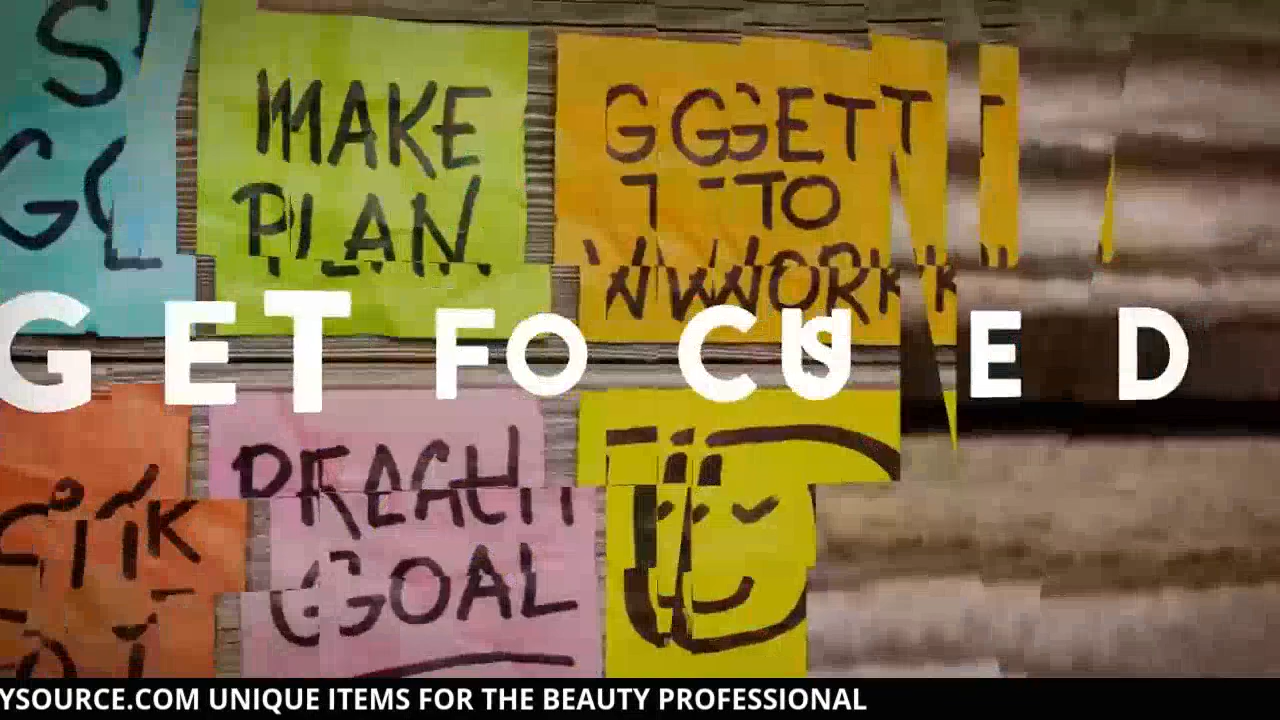 MAKE
PLAN
GET
TO
WORK
GET FOCUSED
REACH
GOAL
YSOURCE.COM UNIQUE ITEMS FOR THE BEAUTY PROFESSIONAL